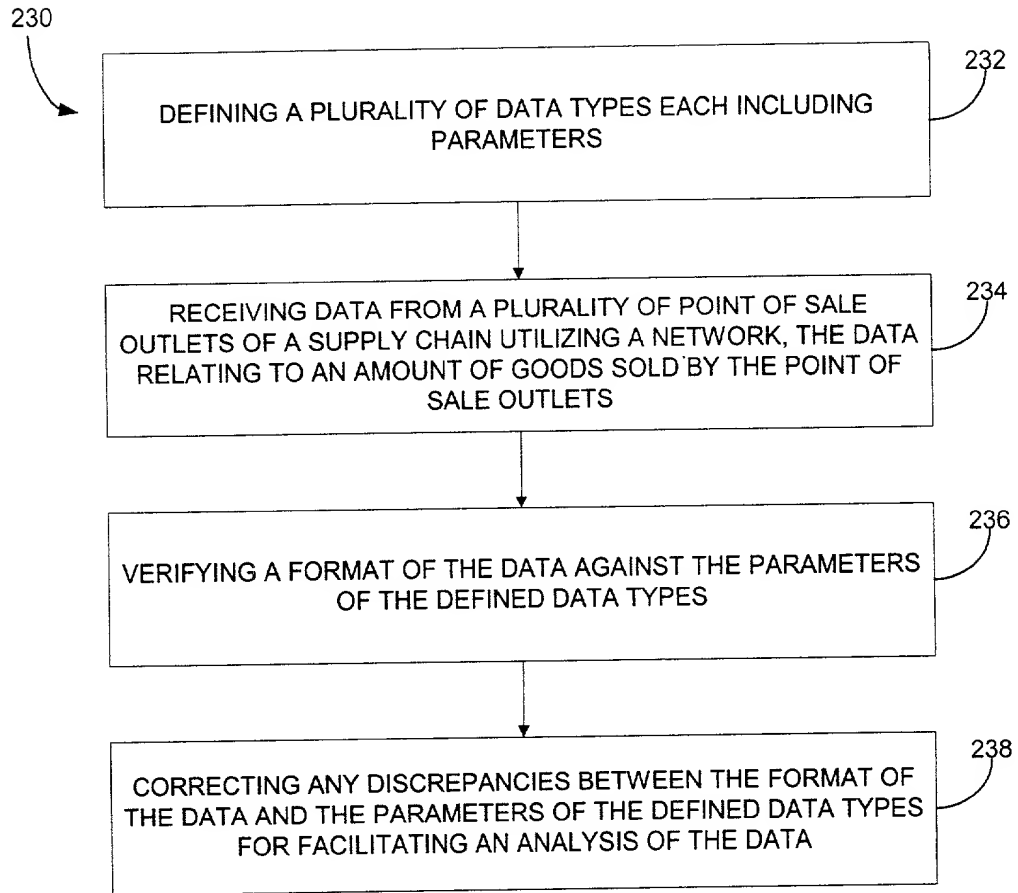 230
232
DEFINING A PLURALITY OF DATA TYPES EACH INCLUDING
PARAMETERS
234
RECEIVING DATA FROM A PLURALITY OF POINT OF SALE
OUTLETS OF A SUPPLY CHAIN UTILIZING A NETWORK, THE DATA
RELATING TO AN AMOUNT OF GOODS SOLD BY THE POINT OF
SALE OUTLETS
236
VERIFYING A FORMAT OF THE DATA AGAINST THE PARAMETERS
OF THE DEFINED DATA TYPES
238
CORRECTING ANY DISCREPANCIES BETWEEN THE FORMAT OF
THE DATA AND THE PARAMETERS OF THE DEFINED DATA TYPES
FOR FACILITATING AN ANALYSIS OF THE DATA